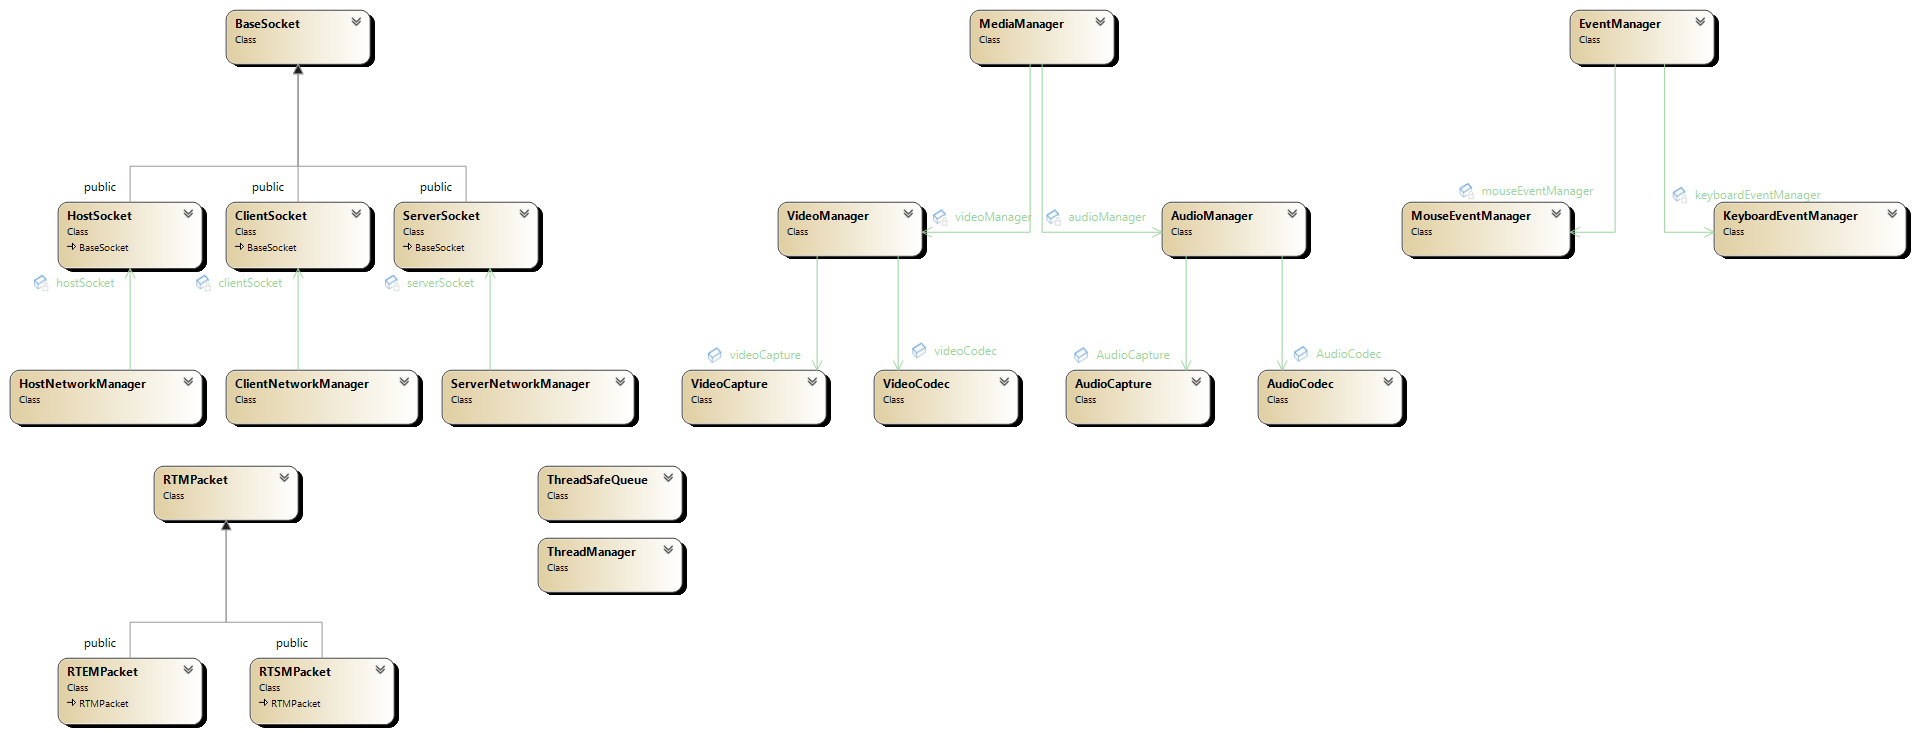 BaseSocket
Class
MediaManager
Class
EventManager
Class
public
public
public
HostSocket
Class
BaseSocket
ClientSocket
Class
BaseSocket
ServerSocket
Class
BaseSocket
VideoManager
Class
videoManager
audioManager
AudioManager
Class
mouseEventManager
MouseEventManager
Class
keyboardEventManager
KeyboardEventManager
Class
hostSocket
clientSocket
serverSocket
videoCapture
videoCodec
AudioCapture
AudioCodec
HostNetworkManager
Class
ClientNetworkManager
Class
ServerNetworkManager
Class
VideoCapture
Class
VideoCodec
Class
AudioCapture
Class
AudioCodec
Class
RTMPacket
Class
ThreadSafeQueue
Class
ThreadManager
Class
public
public
RTEMPacket
Class
RTMPacket
RTSMPacket
Class
RTMPacket